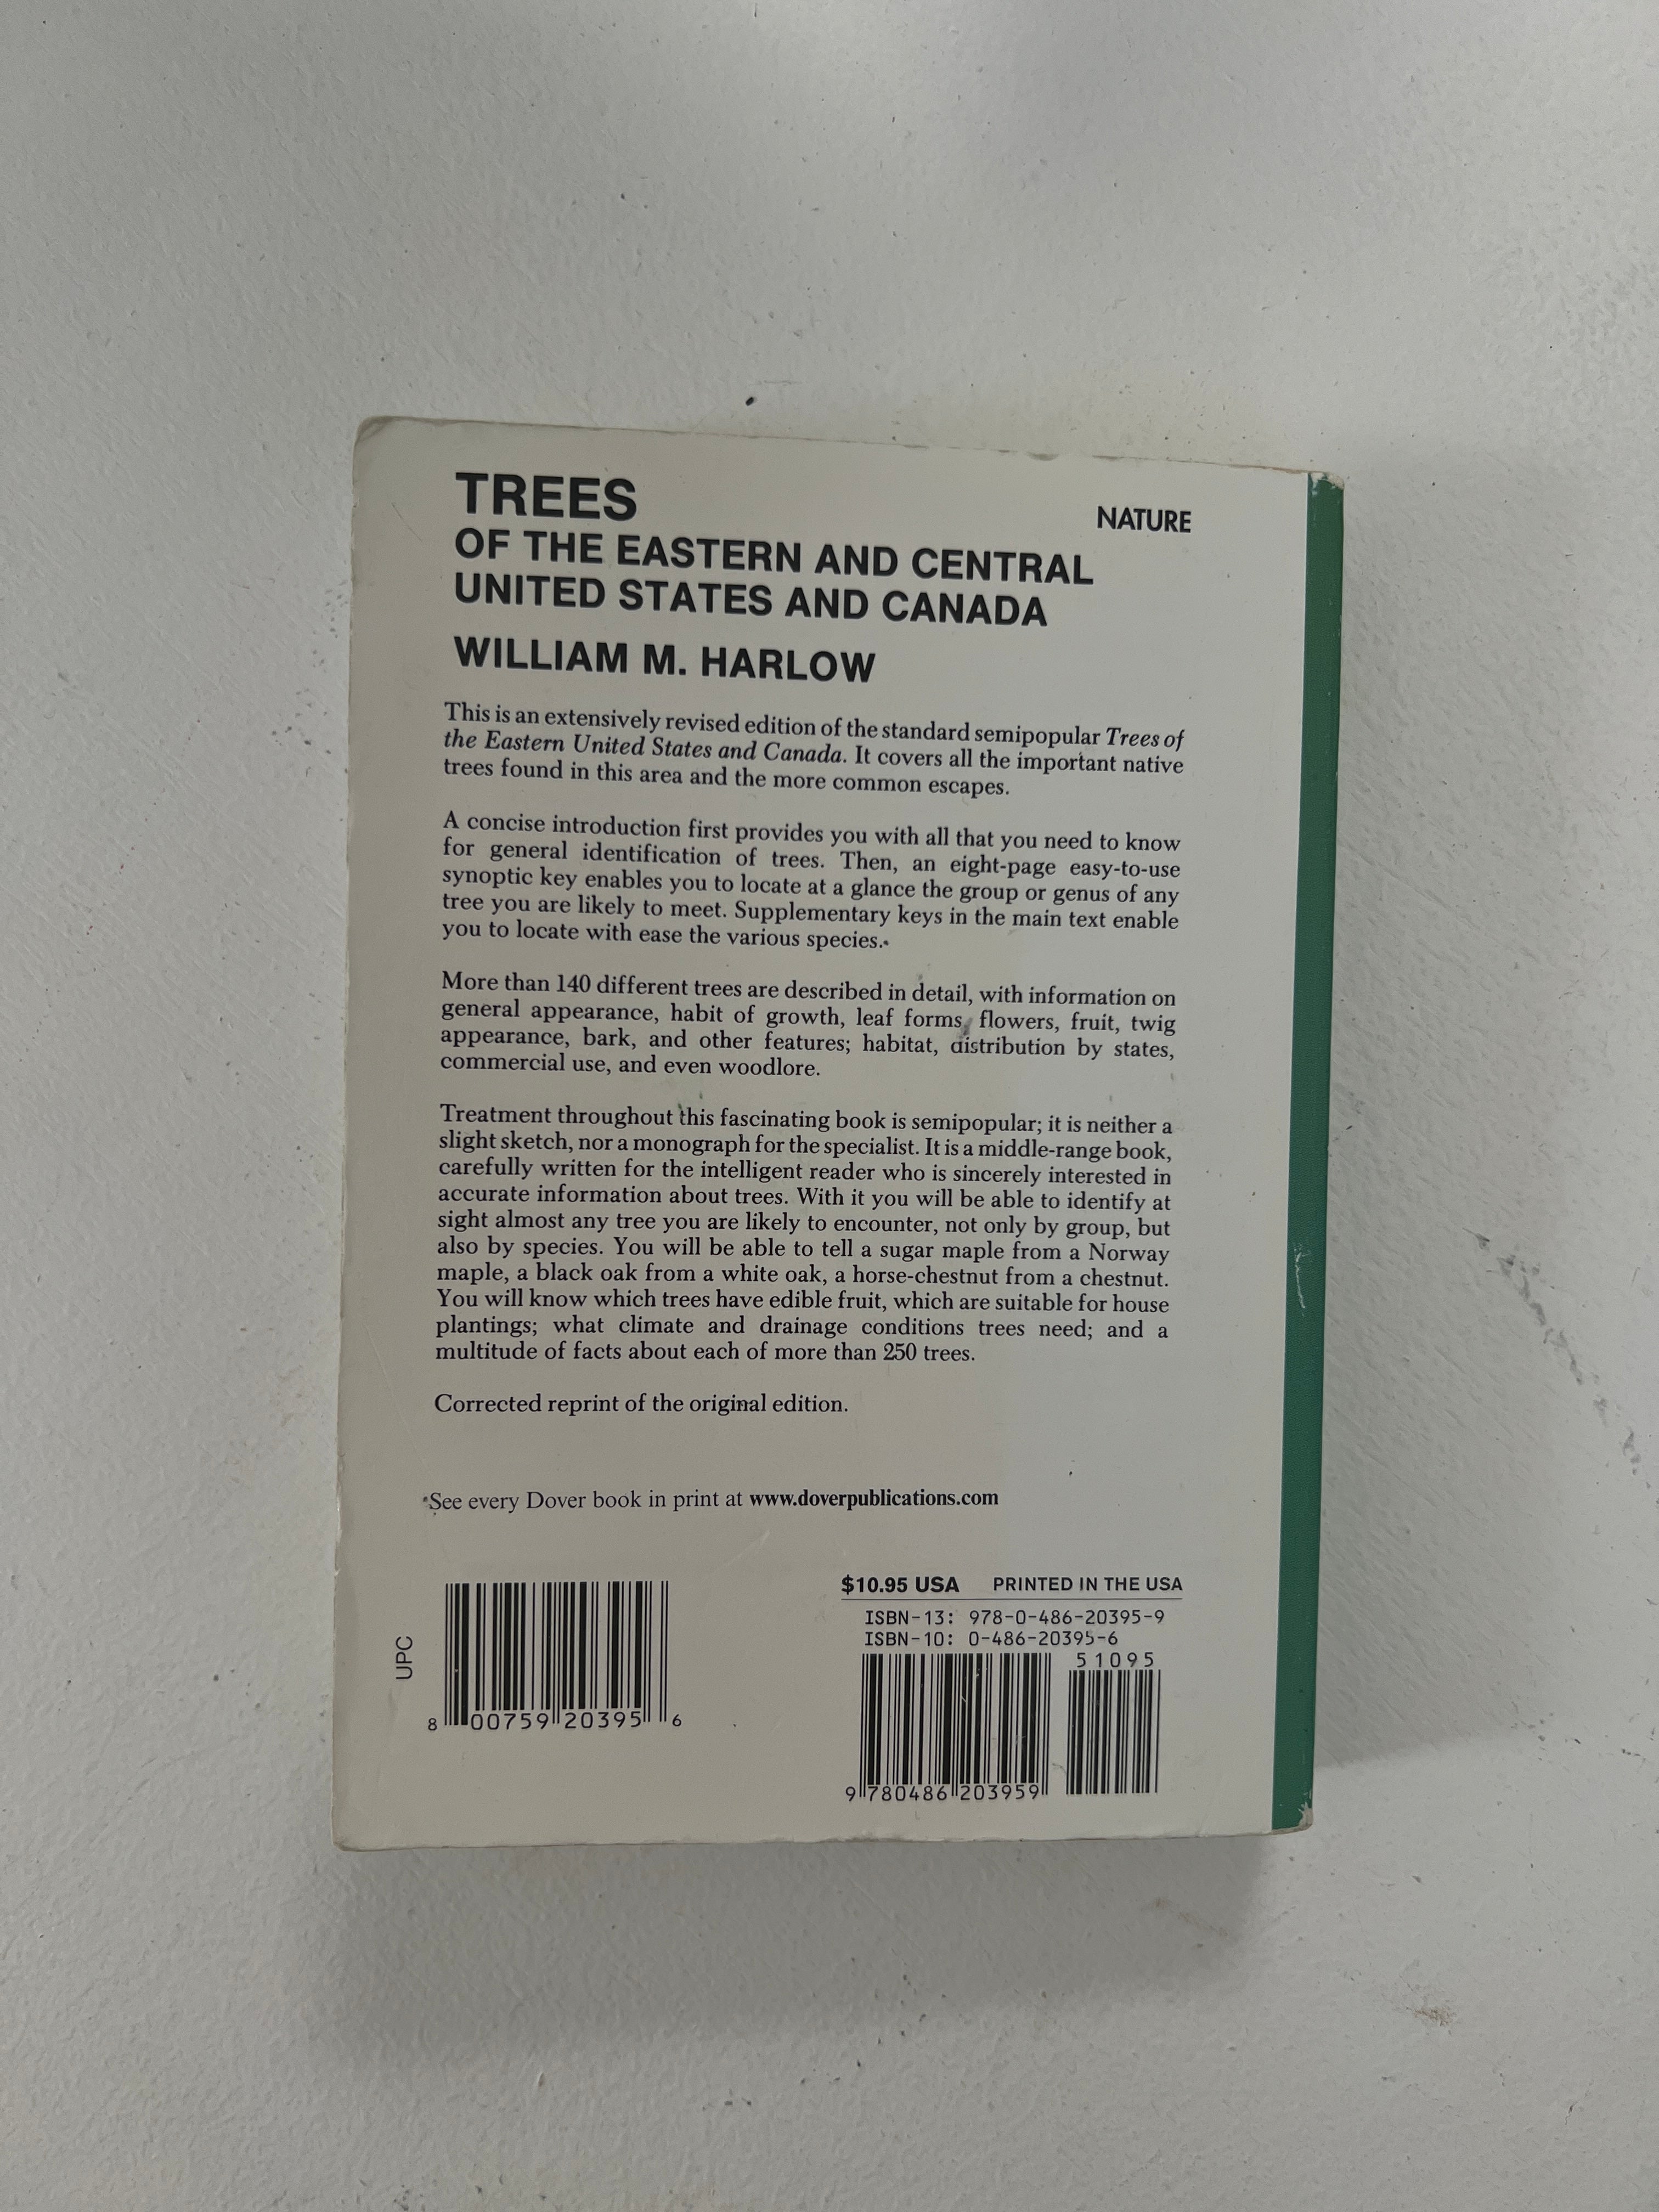 TREES
NATURE
OF THE EASTERN AND CENTRAL
UNITED STATES AND CANADA
WILLIAM M. HARLOW
This is an extensively revised edition of the standard semipopular Trees of
the Eastern United States and Canada. It covers all the important native
trees found in this area and the more common escapes.
A concise introduction first provides you with all that you need to know
for general identification of trees. Then, an eight-page easy-to-use
synoptic key enables you to locate at a glance the group or genus of any
tree you are likely to meet. Supplementary keys in the main text enable
you to locate with ease the various species.
More than 140 different trees are described in detail, with information on
general appearance, habit of growth, leaf forms, flowers, fruit, twig
appearance, bark, and other features; habitat, distribution by states,
commercial use, and even woodlore.
Treatment throughout this fascinating book is semipopular; it is neither a
slight sketch, nor a monograph for the specialist. It is a middle-range book,
carefully written for the intelligent reader who is sincerely interested in
accurate information about trees. With it you will be able to identify at
sight almost any tree you are likely to encounter, not only by group, but
also by species. You will be able to tell a sugar maple from a Norway
maple, a black oak from a white oak, a horse-chestnut from a chestnut.
You will know which trees have edible fruit, which are suitable for house
plantings; what climate and drainage conditions trees need; and a
multitude of facts about each of more than 250 trees.
Corrected reprint of the original edition.
See every Dover book in print at www.doverpublications.com
UPC
8 00759 20395 6
$10.95 USA PRINTED IN THE USA
ISBN-13: 978-0-486-20395-9
ISBN-10: 0-486-20395-6
51095
9 780486 203959